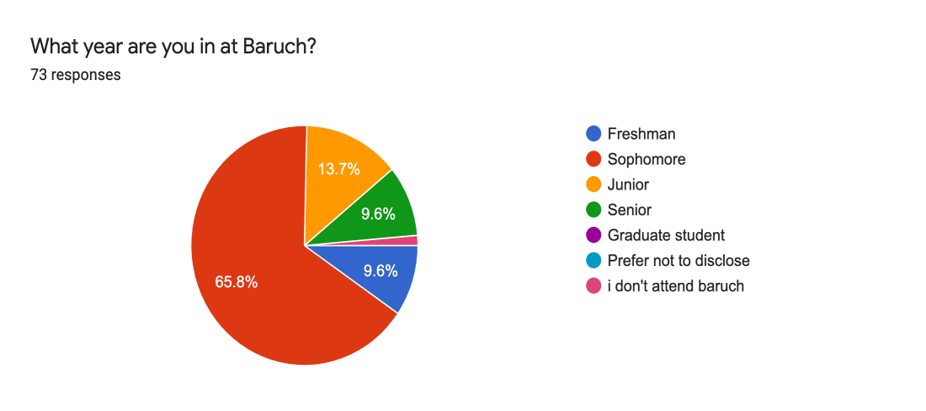 What year are you in at Baruch?
73 responses
13.7%
9.6%
9.6%
65.8%
Freshman
Sophomore
Junior
Senior
Graduate student
Prefer not to disclose
i don't attend baruch